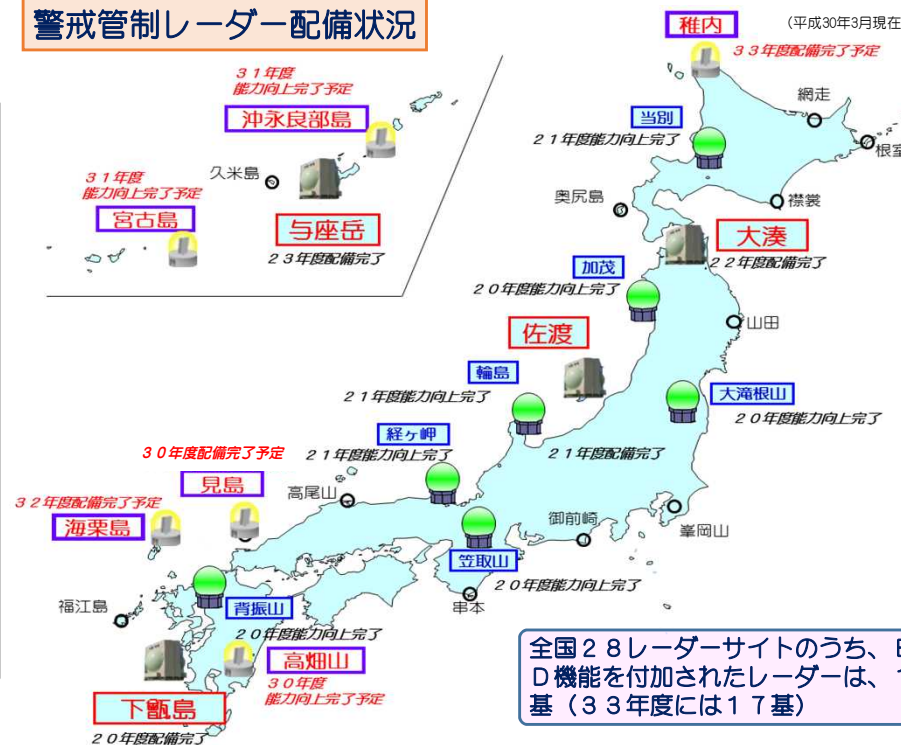 警戒管制レーダー配備状況
(平成30年3月現在
稚内
33年度配備完了予定
31年度
能力向上完了予定
沖永良部島
網走
当別
21年度能力向上完了
根室
久米島
31年度
能力向上完了予定
宮古島
奥尻島
襟裳
与座岳
23年度配備完了
大湊
22年度配備完了
加茂
20年度能力向上完了
山田
佐渡
輪島
21年度能力向上完了
大滝根山
20年度能力向上完了
経ヶ岬
21年度能力向上完了
21年度配備完了
30年度配備完了予定
見島
高尾山
32年度配備完了予定
海栗島
御前崎
峯岡山
笠取山
20年度能力向上完了
串本
福江島
背振山
20年度能力向上完了
高畑山
30年度
能力向上完了予定
下甑島
20年度配備完了
全国28レーダーサイトのうち、
D機能を付加されたレーダーは、
基(33年度には17基)